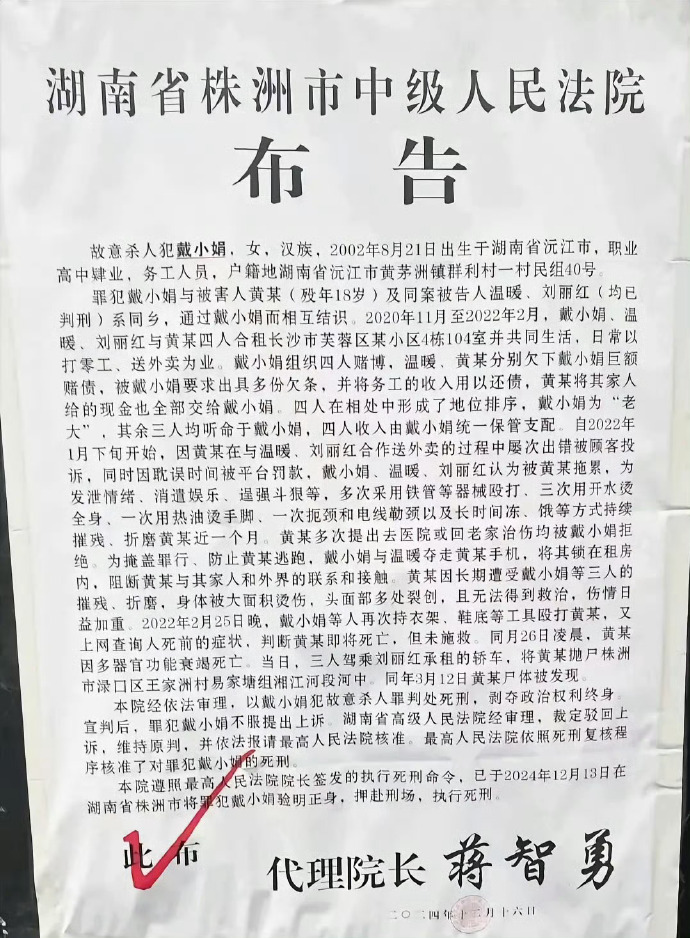 湖南省株洲市中级人民法院
布告
故意杀人犯戴小娟，女，汉族，2002年8月21日出生于湖南省沅江市，职业
高中肄业，务工人员，户籍地湖南省沅江市黄茅洲镇群利村一村民组40号。
罪犯戴小娟与被害人黄某（殁年18岁）及同案被告人温暖、刘丽红（均已
判刑）系同乡，通过戴小娟而相互结识。2020年11月至2022年2月，戴小娟、温
暖、刘丽红与黄某四人合租长沙市芙蓉区某小区4栋104室并共同生活，日常以
打零工、送外卖为业。戴小娟组织四人赌博，温暖、黄某分别欠下戴小娟巨额
赌债，被戴小娟要求出具多份欠条，并将务工的收入用以还债，黄某将其家人
给的现金也全部交给戴小娟。四人在相处中形成了地位排序，戴小娟为“老
大”，其余三人均听命于戴小娟，四人收入由戴小娟统一保管支配。自2022年
1月下旬开始，因黄某在与温暖、刘丽红合作送外卖的过程中屡次出错被顾客投
诉，同时因耽误时间被平台罚款，戴小娟、温暖、刘丽红认为被黄某拖累，为
发泄情绪、消遣娱乐、逞强斗狠等，多次采用铁管等器械殴打、三次用开水烫
全身、一次用热油烫手脚、一次扼颈和电线勒颈以及长时间冻、饿等方式持续
摧残、折磨黄某近一个月。黄某多次提出去医院或回老家治伤均被戴小娟拒
绝。为掩盖罪行、防止黄某逃跑，戴小娟与温暖夺走黄某手机，将其锁在租房
内，阻断黄某与其家人和外界的联系和接触。黄某因长期遭受戴小娟等三人的
摧残、折磨，身体被大面积烫伤，头面部多处裂创，且无法得到救治，伤情日
益加重。2022年2月25日晚，戴小娟等人再次持衣架、鞋底等工具殴打黄某，又
上网查询人死前的症状，判断黄某即将死亡，但未施救。同月26日凌晨，黄某
因多器官功能衰竭死亡。当日，三人驾乘刘丽红承租的轿车，将黄某抛尸株洲
市渌口区王家洲村易家塘组湘江河段河中。同年3月12日黄某尸体被发现。
本院经依法审理，以戴小娟犯故意杀人罪判处死刑，剥夺政治权利终身。
宣判后，罪犯戴小娟不服提出上诉。湖南省高级人民法院经审理，裁定驳回上
诉，维持原判，并依法报请最高人民法院核准。最高人民法院依照死刑复核程
序核准了对罪犯戴小娟的死刑。
本院遵照最高人民法院院长签发的执行死刑命令，已于2024年12月13日在
湖南省株洲市将罪犯戴小娟验明正身，押赴刑场，执行死刑。
此布
代理院长 蒋智勇
二〇二四年十二月十六日